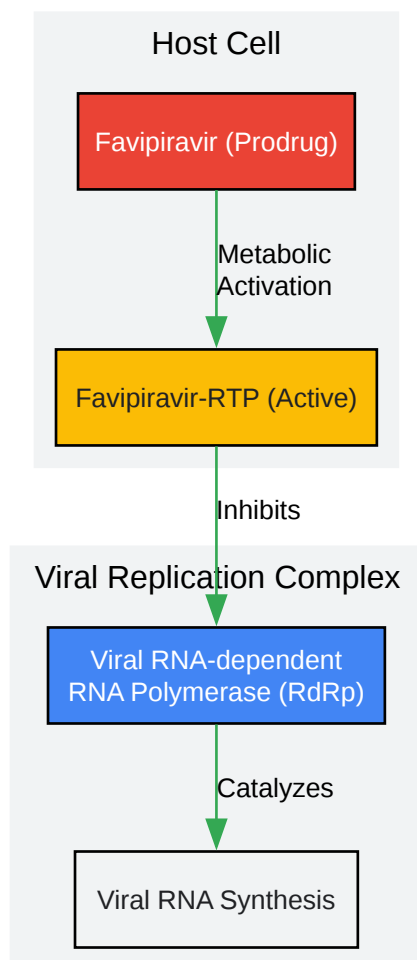 Host Cell
Favipiravir (Prodrug)
Metabolic
Activation
Favipiravir-RTP (Active)
Inhibits
Viral Replication Complex
Viral RNA-dependent
RNA Polymerase (RdRp)
Catalyzes
Viral RNA Synthesis